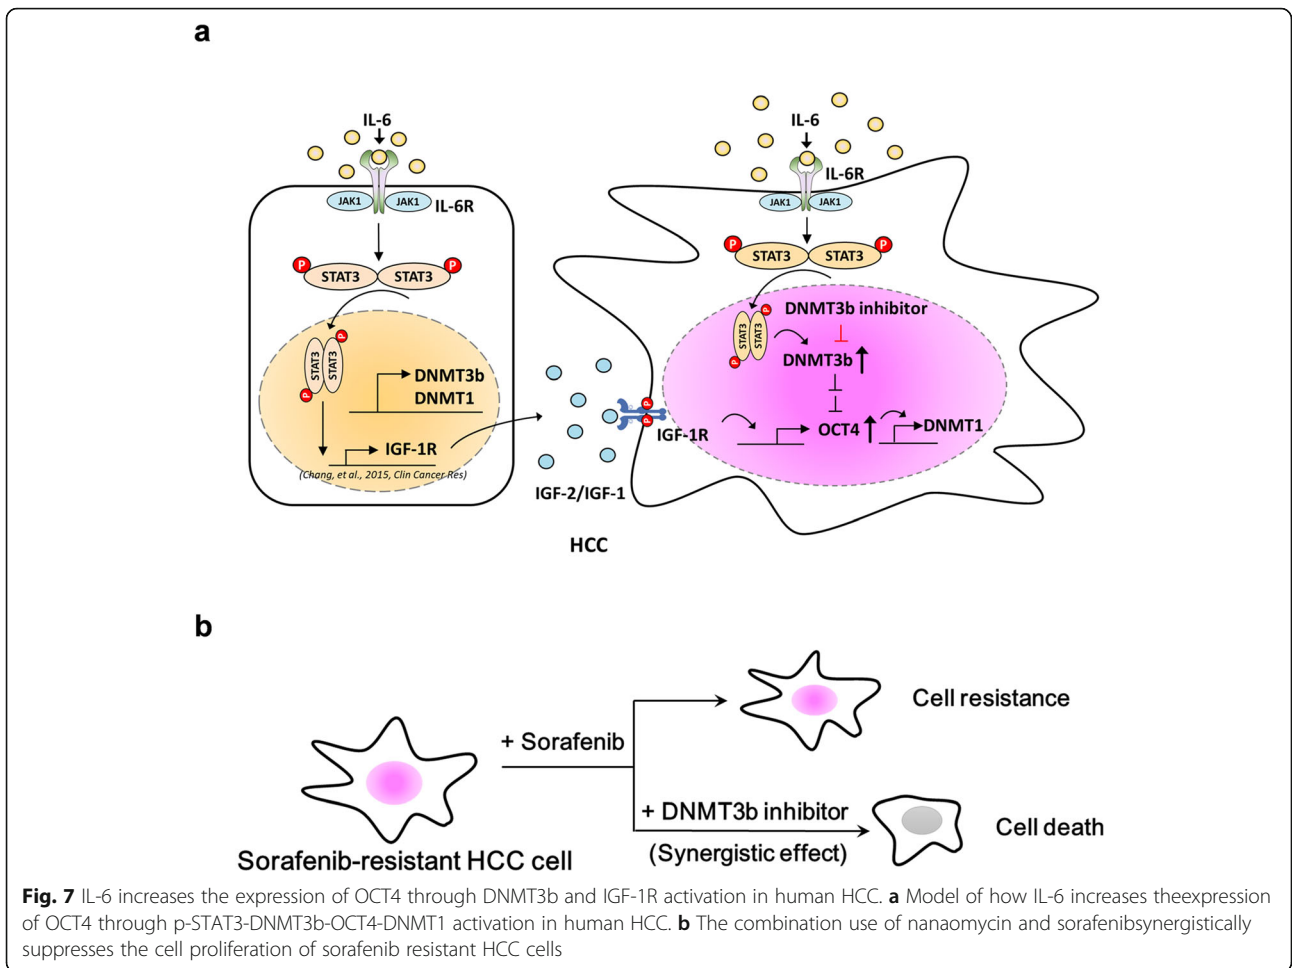 a
IL-6
IL-6R
JAK1
JAK1
STAT3
STAT3
P
P
STAT3
STAT3
P
P
DNMT3b
DNMT1
IGF-1R
(Chang, et al., 2015, Clin Cancer Res)
IGF-2/IGF-1
HCC
IL-6
IL-6R
JAK1
JAK1
P
P
STAT3
STAT3
DNMT3b inhibitor
STAT3
STAT3
P
P
DNMT3b
P
P
IGF-1R
OCT4
DNMT1
b
+ Sorafenib
Cell resistance
+ DNMT3b inhibitor
(Synergistic effect)
Cell death
Sorafenib-resistant HCC cell
Fig. 7 IL-6 increases the expression of OCT4 through DNMT3b and IGF-1R activation in human HCC. a Model of how IL-6 increases theexpression
of OCT4 through p-STAT3-DNMT3b-OCT4-DNMT1 activation in human HCC. b The combination use of nanaomycin and sorafenibsynergistically
suppresses the cell proliferation of sorafenib resistant HCC cells